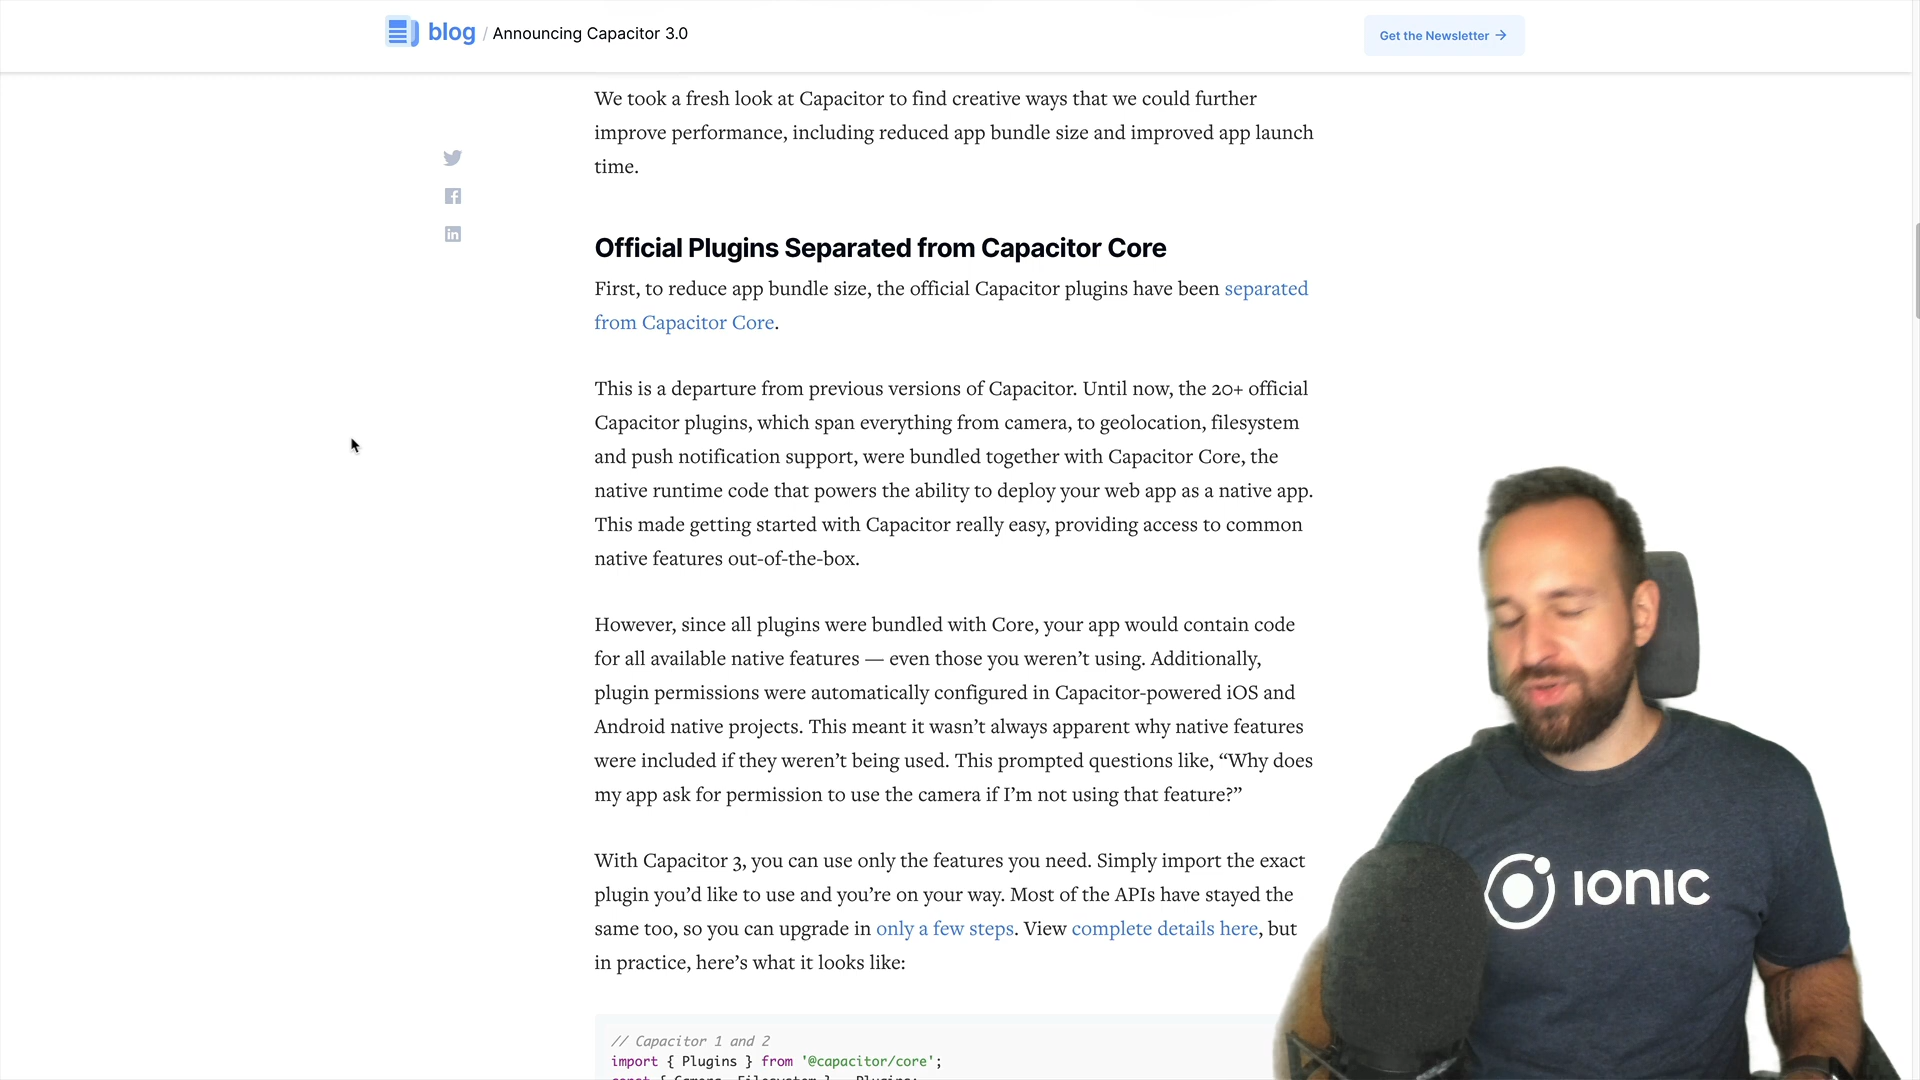 blog / Announcing Capacitor 3.0
Get the Newsletter →
We took a fresh look at Capacitor to find creative ways that we could further
improve performance, including reduced app bundle size and improved app launch
time.
Official Plugins Separated from Capacitor Core
First, to reduce app bundle size, the official Capacitor plugins have been separated
from Capacitor Core.
This is a departure from previous versions of Capacitor. Until now, the 20+ official
Capacitor plugins, which span everything from camera, to geolocation, filesystem
and push notification support, were bundled together with Capacitor Core, the
native runtime code that powers the ability to deploy your web app as a native app.
This made getting started with Capacitor really easy, providing access to common
native features out-of-the-box.
However, since all plugins were bundled with Core, your app would contain code
for all available native features — even those you weren’t using. Additionally,
plugin permissions were automatically configured in Capacitor-powered iOS and
Android native projects. This meant it wasn’t always apparent why native features
were included if they weren’t being used. This prompted questions like, “Why does
my app ask for permission to use the camera if I’m not using that feature?”
With Capacitor 3, you can use only the features you need. Simply import the exact
plugin you’d like to use and you’re on your way. Most of the APIs have stayed the
same too, so you can upgrade in only a few steps. View complete details here, but
in practice, here’s what it looks like:
// Capacitor 1 and 2
import { Plugins } from '@capacitor/core';
IONIC